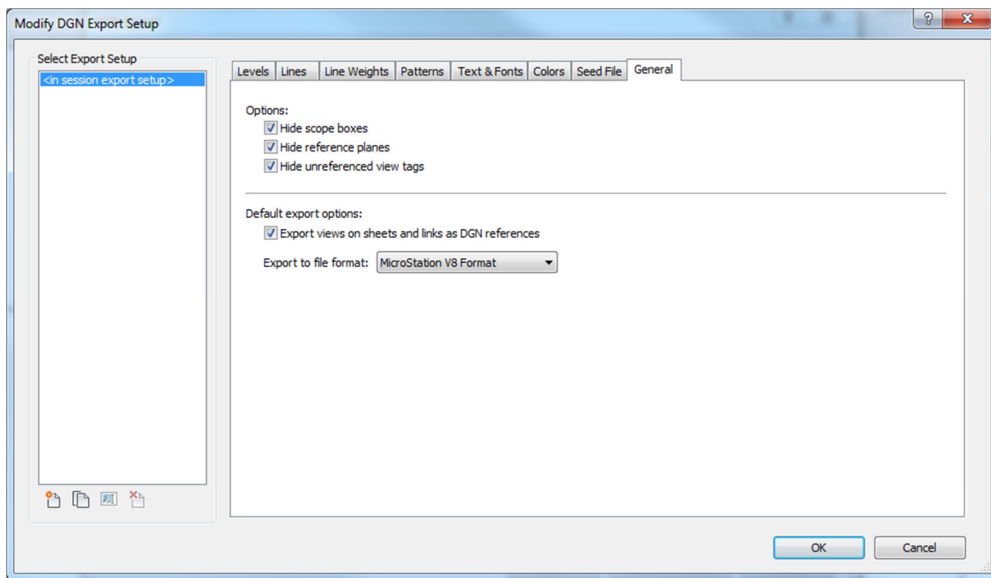 Modify DGN Export Setup
Select Export Setup
<in session export setup>
Levels Lines Line Weights Patterns Text & Fonts Colors Seed File General
Options:
Hide scope boxes
Hide reference planes
Hide unreferenced view tags
Default export options:
Export views on sheets and links as DGN references
Export to file format: MicroStation V8 Format
OK Cancel